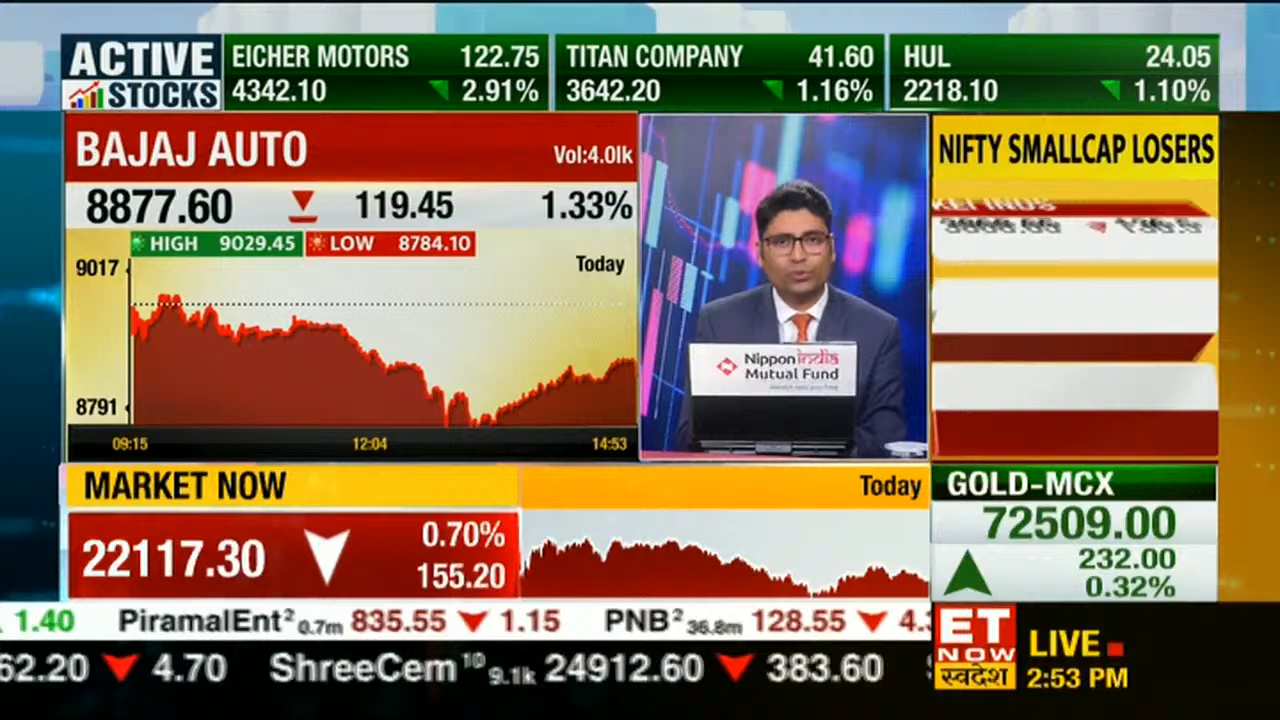 ACTIVE STOCKS
EICHER MOTORS 122.75
4342.10 2.91%
TITAN COMPANY 41.60
3642.20 1.16%
HUL 24.05
2218.10 1.10%
BAJAJ AUTO Vol:4.0lk
8877.60 119.45 1.33%
HIGH 9029.45 LOW 8784.10
Today
9017
8791
09:15 12:04 14:53
Nippon india
Mutual Fund
NIFTY SMALLCAP LOSERS
MARKET NOW Today
22117.30 0.70%
155.20
GOLD-MCX
72509.00
232.00
0.32%
1.40 PiramalEnt² 0.7m 835.55 1.15 PNB² 36.8m 128.55
62.20 4.70 ShreeCem¹⁰ 9.1k 24912.60 383.60
ET
NOW
स्वदेश
LIVE
2:53 PM